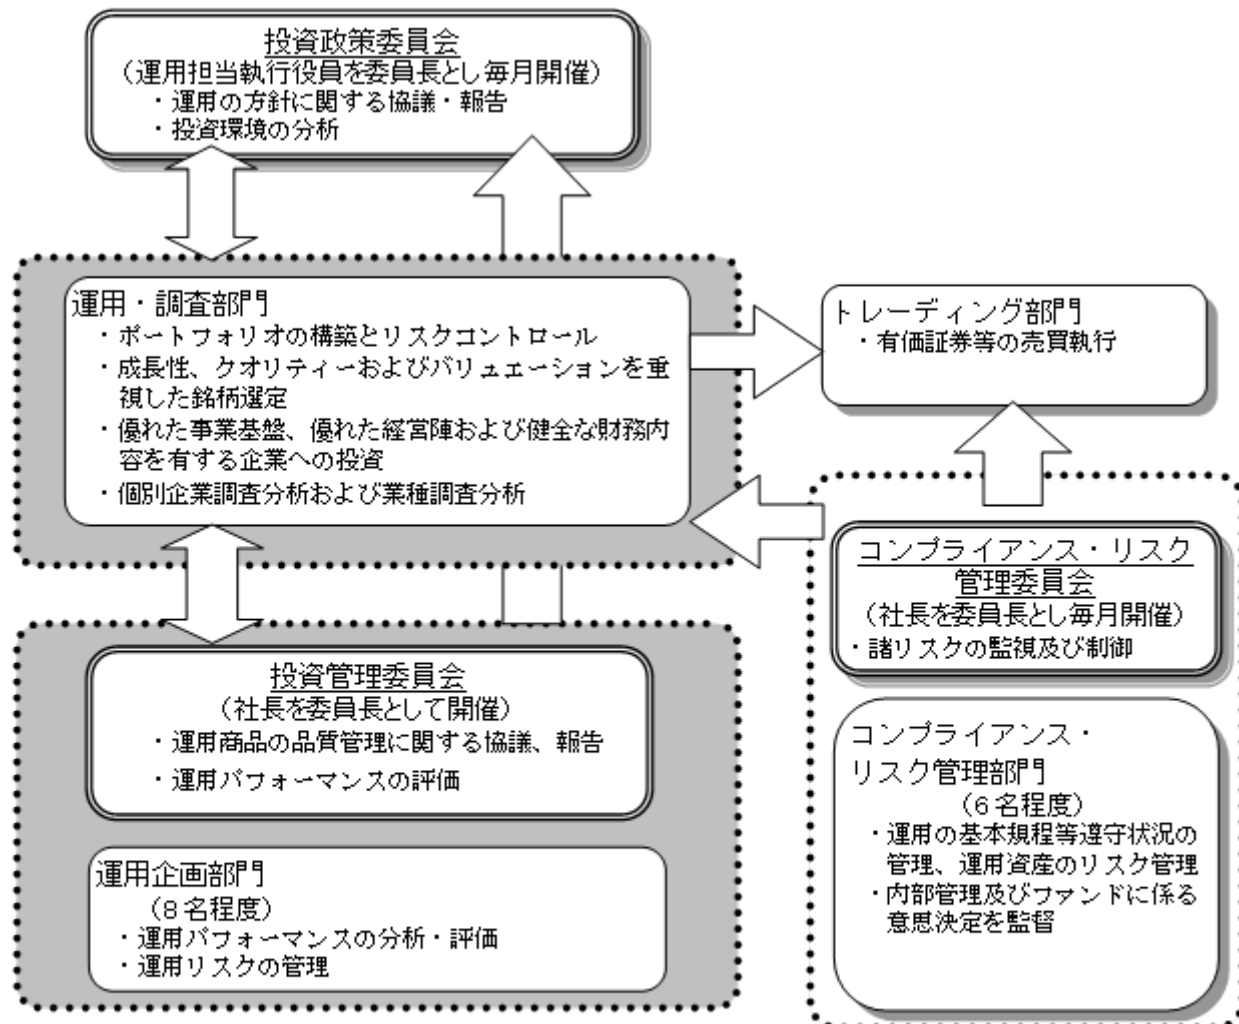 投資政策委員会
（運用担当執行役員を委員長とし毎月開催）
・運用の方針に関する協議・報告
・投資環境の分析
運用・調査部門
・ポートフォリオの構築とリスクコントロール
・成長性、クオリティーおよびバリュエーションを重
視した銘柄選定
・優れた事業基盤、優れた経営陣および健全な財務内
容を有する企業への投資
・個別企業調査分析および業種調査分析
トレーディング部門
・有価証券等の売買執行
コンプライアンス・リスク
管理委員会
（社長を委員長とし毎月開催）
・諸リスクの監視及び制御
コンプライアンス・
リスク管理部門
（6名程度）
・運用の基本規程等遵守状況の
管理、運用資産のリスク管理
・内部管理及びファンドに係る
意思決定を監督
投資管理委員会
（社長を委員長として開催）
・運用商品の品質管理に関する協議、報告
・運用パフォーマンスの評価
運用企画部門
（8名程度）
・運用パフォーマンスの分析・評価
・運用リスクの管理